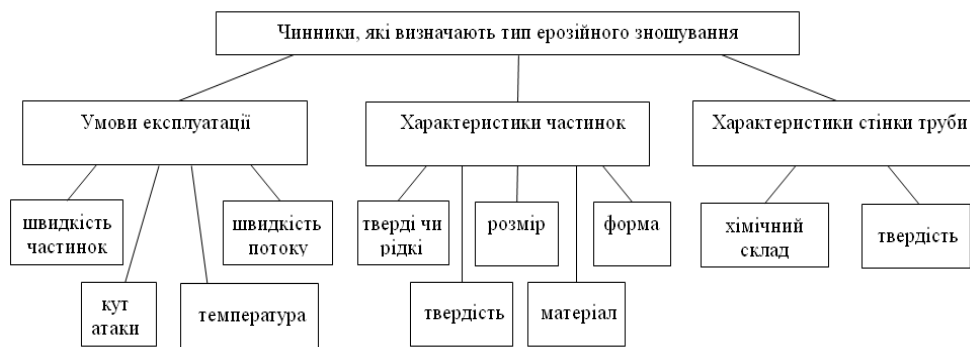 Чинники, які визначають тип ерозійного зношування
Умови експлуатації
Характеристики частинок
Характеристики стінки труби
швидкість
частинок
швидкість
потоку
тверді чи
рідкі
розмір
форма
хімічний
склад
твердість
кут
атаки
температура
твердість
матеріал